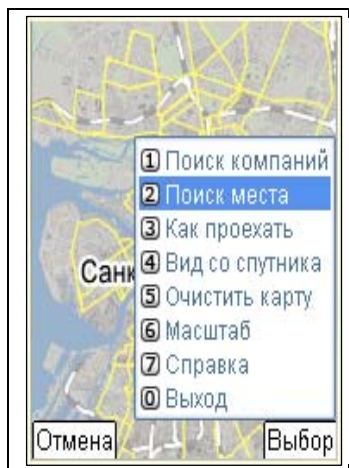 1 Поиск компаний
2 Поиск места
3 Как проехать
Санк
4 Вид со спутника
5 Очистить карту
6 Масштаб
7 Справка
0 Выход
Отмена Выбор